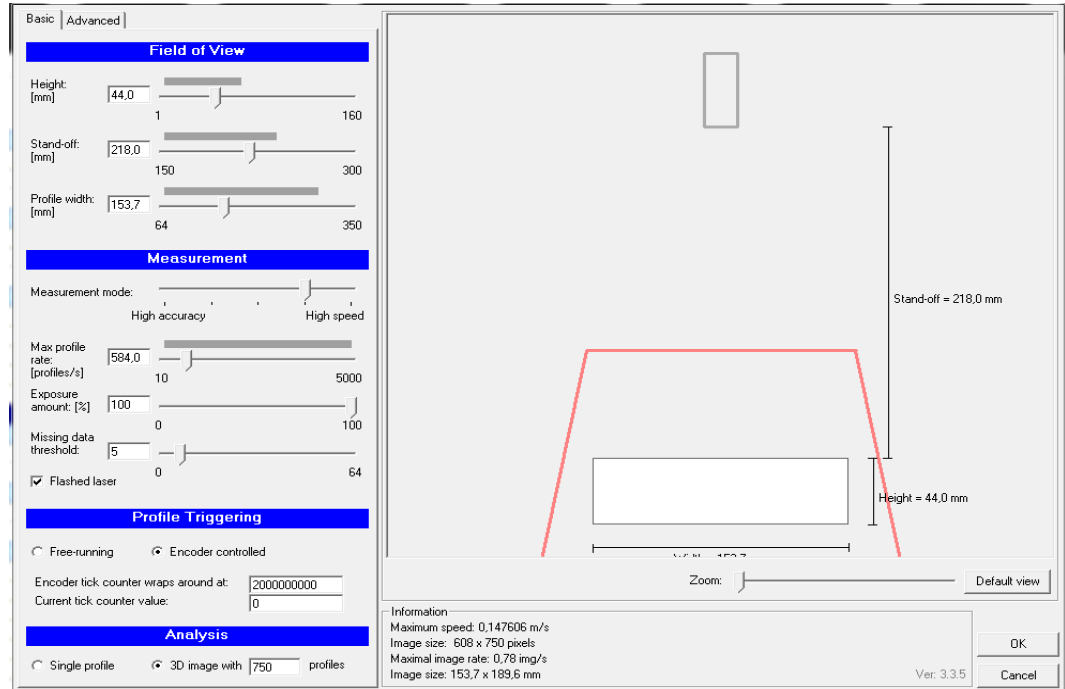 Basic Advanced
Field of View
Height:
[mm]
44,0
1 160
Stand-off:
[mm]
218,0
150 300
Profile width:
[mm]
153,7
64 350
Measurement
Measurement mode:
High accuracy High speed
Max profile
rate:
[profiles/s]
584,0
10 5000
Exposure
amount: [%]
100
0 100
Missing data
threshold:
5
0 64
Flashed laser
Profile Triggering
Free-running Encoder controlled
Encoder tick counter wraps around at: 2000000000
Current tick counter value: 0
Analysis
Single profile 3D image with 750 profiles
Stand-off = 218,0 mm
Height = 44,0 mm
Zoom: Default view
Information
Maximum speed: 0,147606 m/s
Image size: 608 x 750 pixels
Maximal image rate: 0,78 img/s
Image size: 153,7 x 189,6 mm
Ver: 3.3.5
OK
Cancel